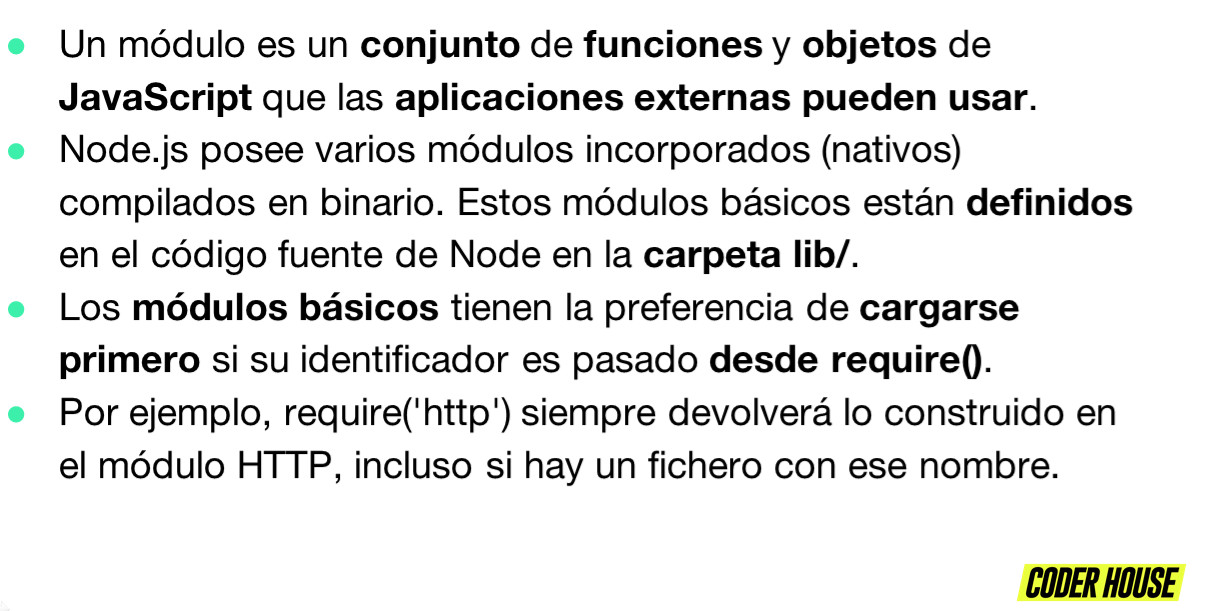 Un módulo es un conjunto de funciones y objetos de
JavaScript que las aplicaciones externas pueden usar.
Node.js posee varios módulos incorporados (nativos)
compilados en binario. Estos módulos básicos están definidos
en el código fuente de Node en la carpeta lib/.
Los módulos básicos tienen la preferencia de cargarse
primero si su identificador es pasado desde require().
Por ejemplo, require('http') siempre devolverá lo construido en
el módulo HTTP, incluso si hay un fichero con ese nombre.
CODER HOUSE